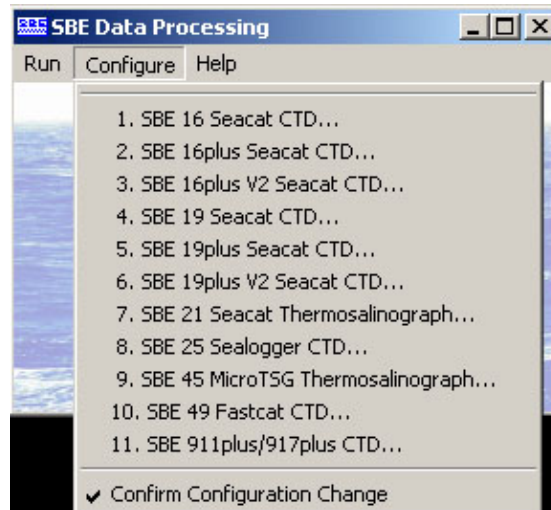 SBE Data Processing
Run Configure Help
1. SBE 16 Seacat CTD...
2. SBE 16plus Seacat CTD...
3. SBE 16plus V2 Seacat CTD...
4. SBE 19 Seacat CTD...
5. SBE 19plus Seacat CTD...
6. SBE 19plus V2 Seacat CTD...
7. SBE 21 Seacat Thermosalinograph...
8. SBE 25 Sealogger CTD...
9. SBE 45 MicroTSG Thermosalinograph...
10. SBE 49 Fastcat CTD...
11. SBE 911plus/917plus CTD...
Confirm Configuration Change